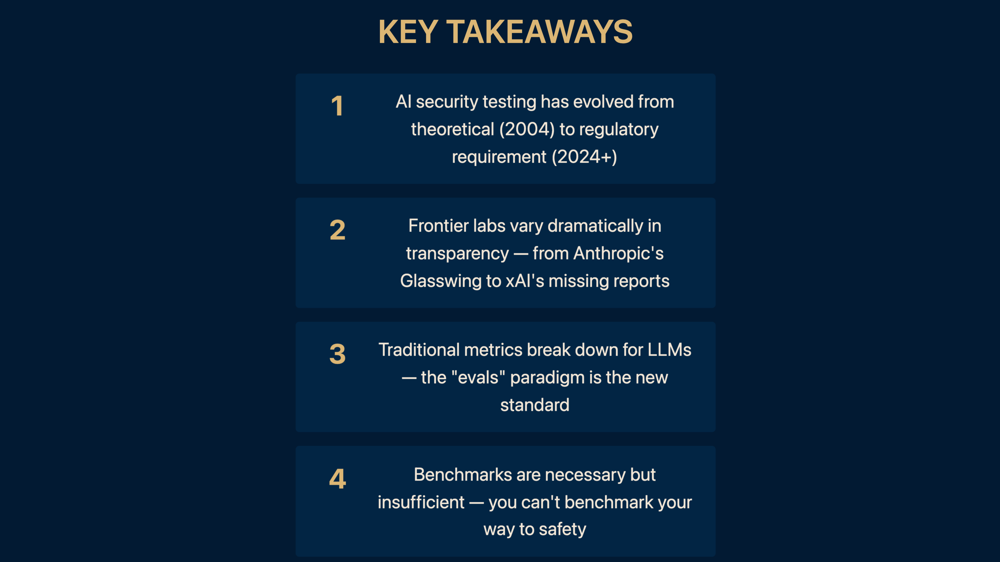 KEY TAKEAWAYS
1
AI security testing has evolved from
theoretical (2004) to regulatory
requirement (2024+)
2
Frontier labs vary dramatically in
transparency — from Anthropic's
Glasswing to xAI's missing reports
3
Traditional metrics break down for LLMs
— the "evals" paradigm is the new
standard
4
Benchmarks are necessary but
insufficient — you can't benchmark your
way to safety